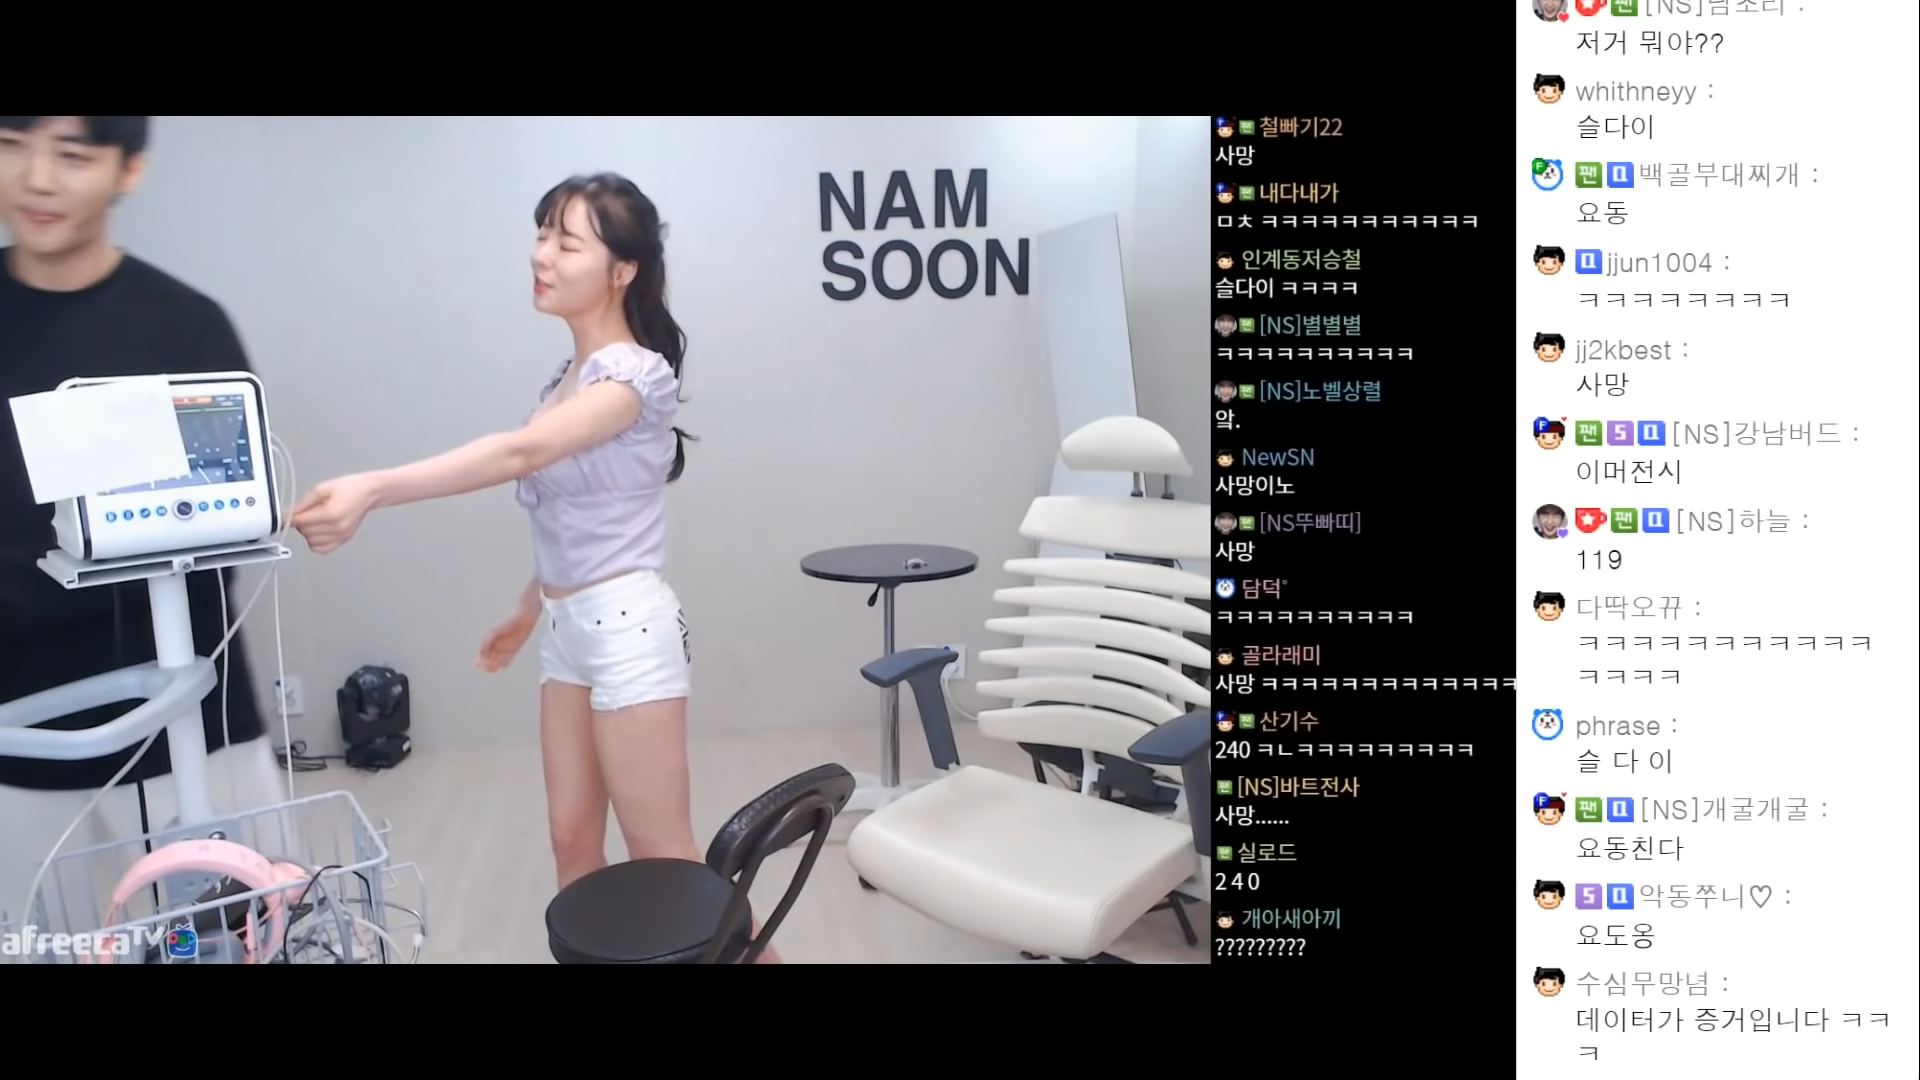 NAM
SOON
afreecaTV
철빠기22
사망
내다내가
ㅁㅊ ㅋㅋㅋㅋㅋㅋㅋㅋㅋㅋㅋ
인계동저승철
슬다이 ㅋㅋㅋㅋ
[NS]별별별
ㅋㅋㅋㅋㅋㅋㅋㅋㅋㅋ
[NS]노벨상렬
앜.
NewSN
사망이노
[NS뚜빠띠]
사망
담덕˚
ㅋㅋㅋㅋㅋㅋㅋㅋㅋㅋ
골라래미
사망 ㅋㅋㅋㅋㅋㅋㅋㅋㅋㅋㅋㅋㅋ
팬 산기수
240 ㅋㄴㅋㅋㅋㅋㅋㅋㅋㅋㅋ
[NS]바트전사
사망......
실로드
2 4 0
개아새아끼
?????????
저거 뭐야??
whithneyy :
슬다이
팬 백골부대찌개 :
요동
jjun1004 :
ㅋㅋㅋㅋㅋㅋㅋㅋ
jj2kbest :
사망
팬 S [NS]강남버드 :
이머전시
팬 [NS]하늘 :
119
다딱오뀨 :
ㅋㅋㅋㅋㅋㅋㅋㅋㅋㅋㅋ
ㅋㅋㅋㅋ
phrase :
슬 다 이
팬 [NS]개굴개굴 :
요동친다
S 악동쭈니♡ :
요도옹
수심무망념 :
데이터가 증거입니다 ㅋㅋ
ㅋ